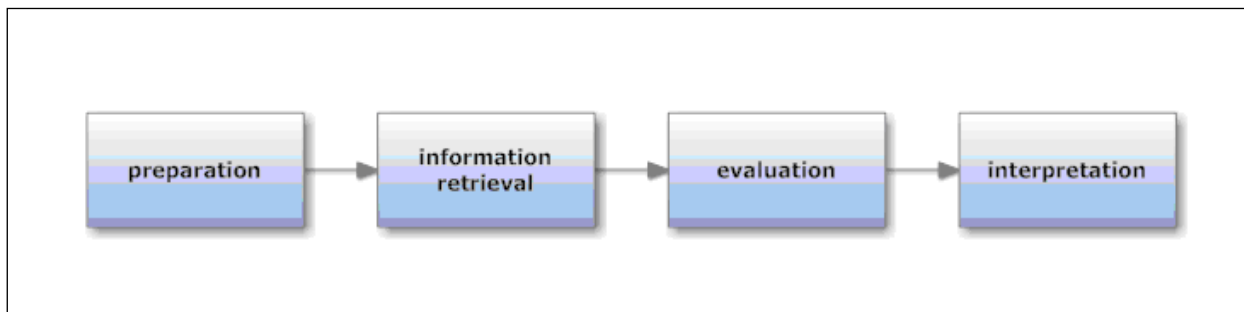 preparation
information
retrieval
evaluation
interpretation